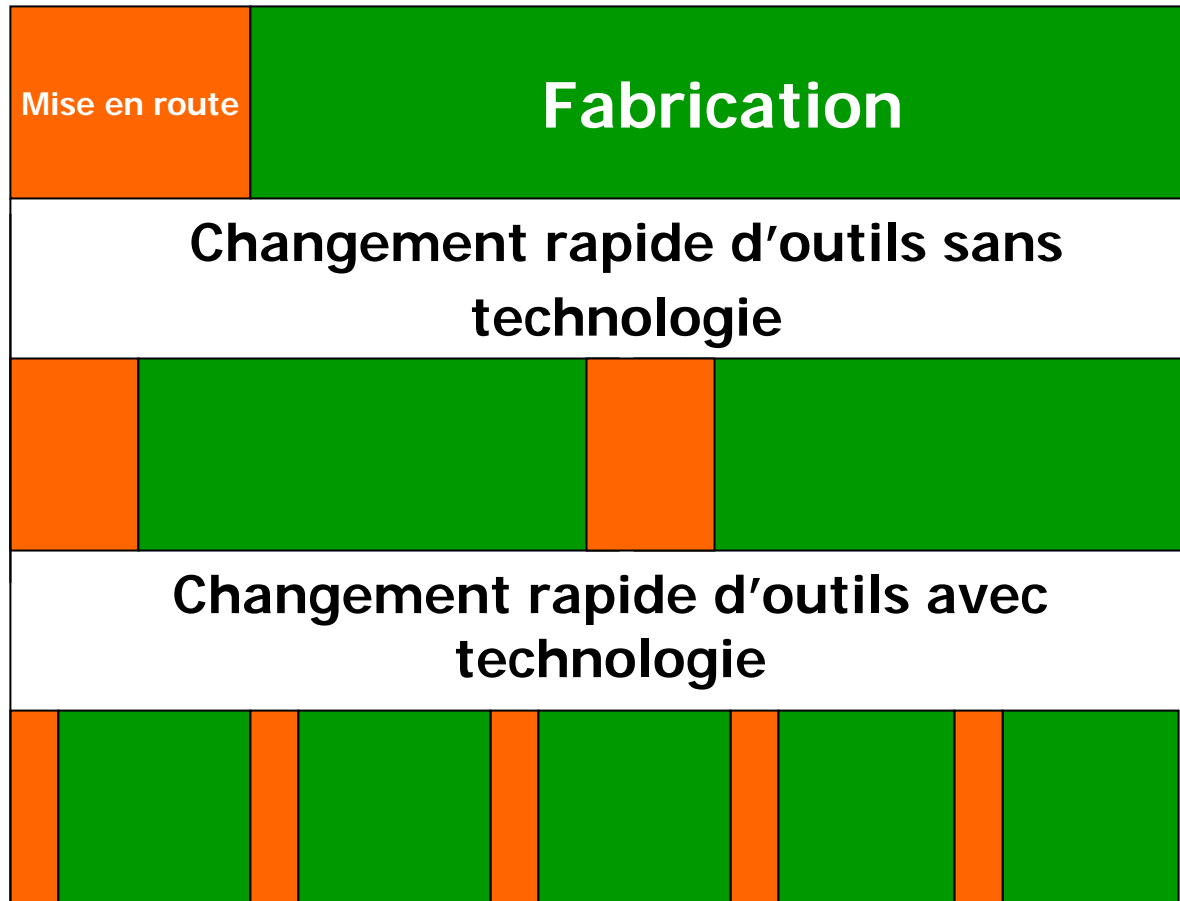 Mise en route
Fabrication
Changement rapide d'outils sans
technologie
Changement rapide d'outils avec
technologie